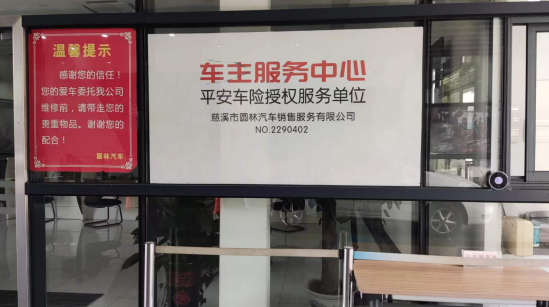 温馨提示
感谢您的信任！
您的爱车委托我公司
维修前，请带走您的
贵重物品。谢谢您的
配合！
圆林汽车
车主服务中心
平安车险授权服务单位
慈溪市圆林汽车销售服务有限公司
NO.2290402